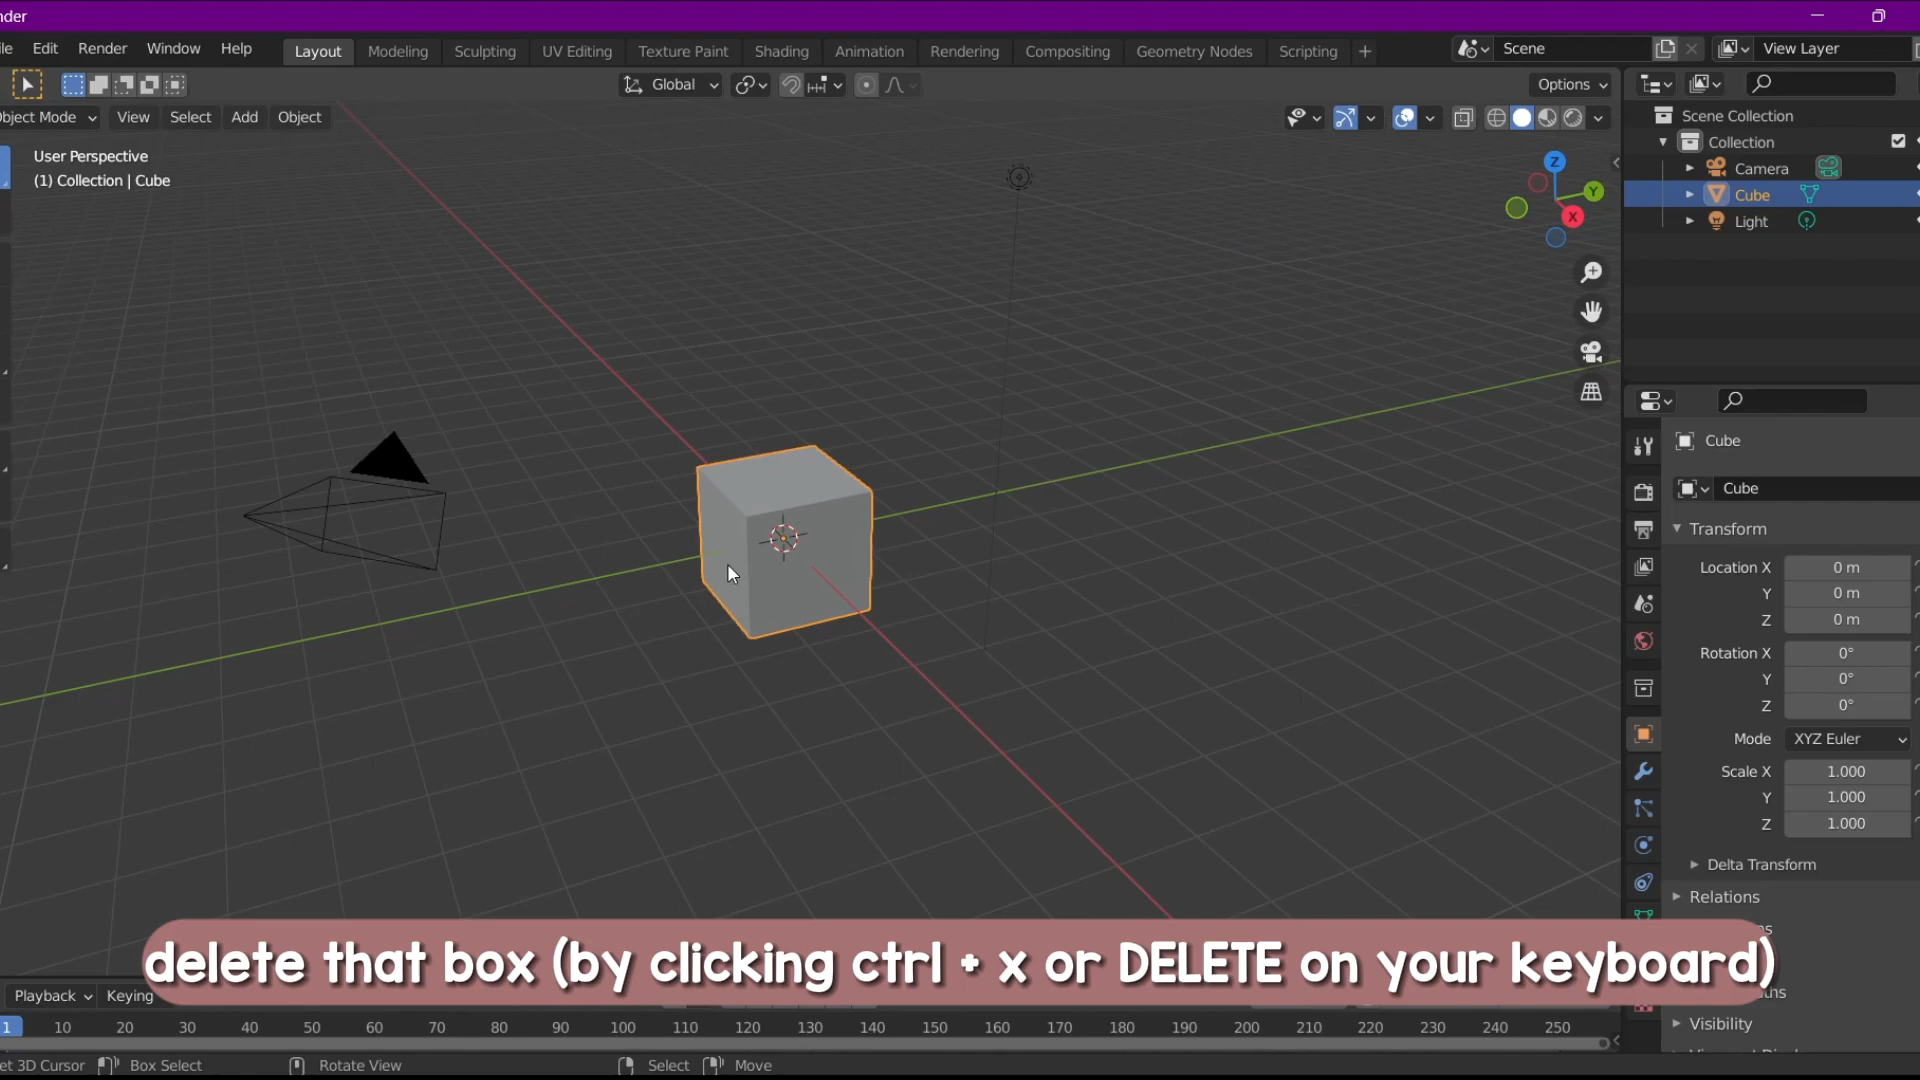 nder
ile Edit Render Window Help Layout Modeling Sculpting UV Editing Texture Paint Shading Animation Rendering Compositing Geometry Nodes Scripting + Scene View Layer
Global Options
bject Mode View Select Add Object
User Perspective
(1) Collection | Cube
Z
Y
X
Scene Collection
Collection
Camera
Cube
Light
Cube
Cube
Transform
Location X 0 m
Y 0 m
Z 0 m
Rotation X 0°
Y 0°
Z 0°
Mode XYZ Euler
Scale X 1.000
Y 1.000
Z 1.000
Delta Transform
Relations
delete that box (by clicking ctrl + x or DELETE on your keyboard)
Playback Keying
Visibility
1 10 20 30 40 50 60 70 80 90 100 110 120 130 140 150 160 170 180 190 200 210 220 230 240 250
et 3D Cursor Box Select Rotate View Select Move